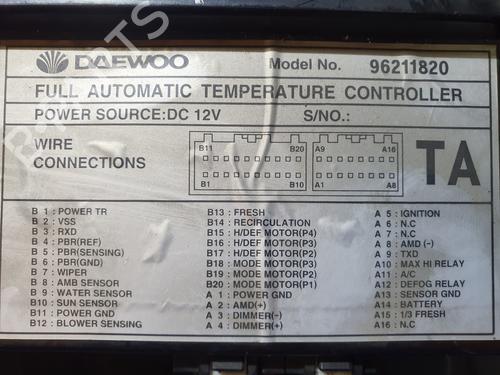 DAEWOO Model No. 96211820
FULL AUTOMATIC TEMPERATURE CONTROLLER
POWER SOURCE:DC 12V S/NO.:
WIRE
CONNECTIONS
B11 B20 A9 A16
B1 B10 A1 A8
TA
B 1 : POWER TR
B 2 : VSS
B 3 : RXD
B 4 : PBR(REF)
B 5 : PBR(SENSING)
B 6 : PBR(GND)
B 7 : WIPER
B 8 : AMB SENSOR
B 9 : WATER SENSOR
B10 : SUN SENSOR
B11 : POWER GND
B12 : BLOWER SENSING
B13 : FRESH
B14 : RECIRCULATION
B15 : H/DEF MOTOR(P4)
B16 : H/DEF MOTOR(P3)
B17 : H/DEF MOTOR(P2)
B18 : MODE MOTOR(P3)
B19 : MODE MOTOR(P2)
B20 : MODE MOTOR(P1)
A 1 : POWER GND
A 2 : AMD(+)
A 3 : DIMMER(-)
A 4 : DIMMER(+)
A 5 : IGNITION
A 6 : N.C
A 7 : N.C
A 8 : AMD (-)
A 9 : TXD
A10 : MAX HI RELAY
A11 : A/C
A12 : DEFOG RELAY
A13 : SENSOR GND
A14 : BATTERY
A15 : 1/3 FRESH
A16 : N.C